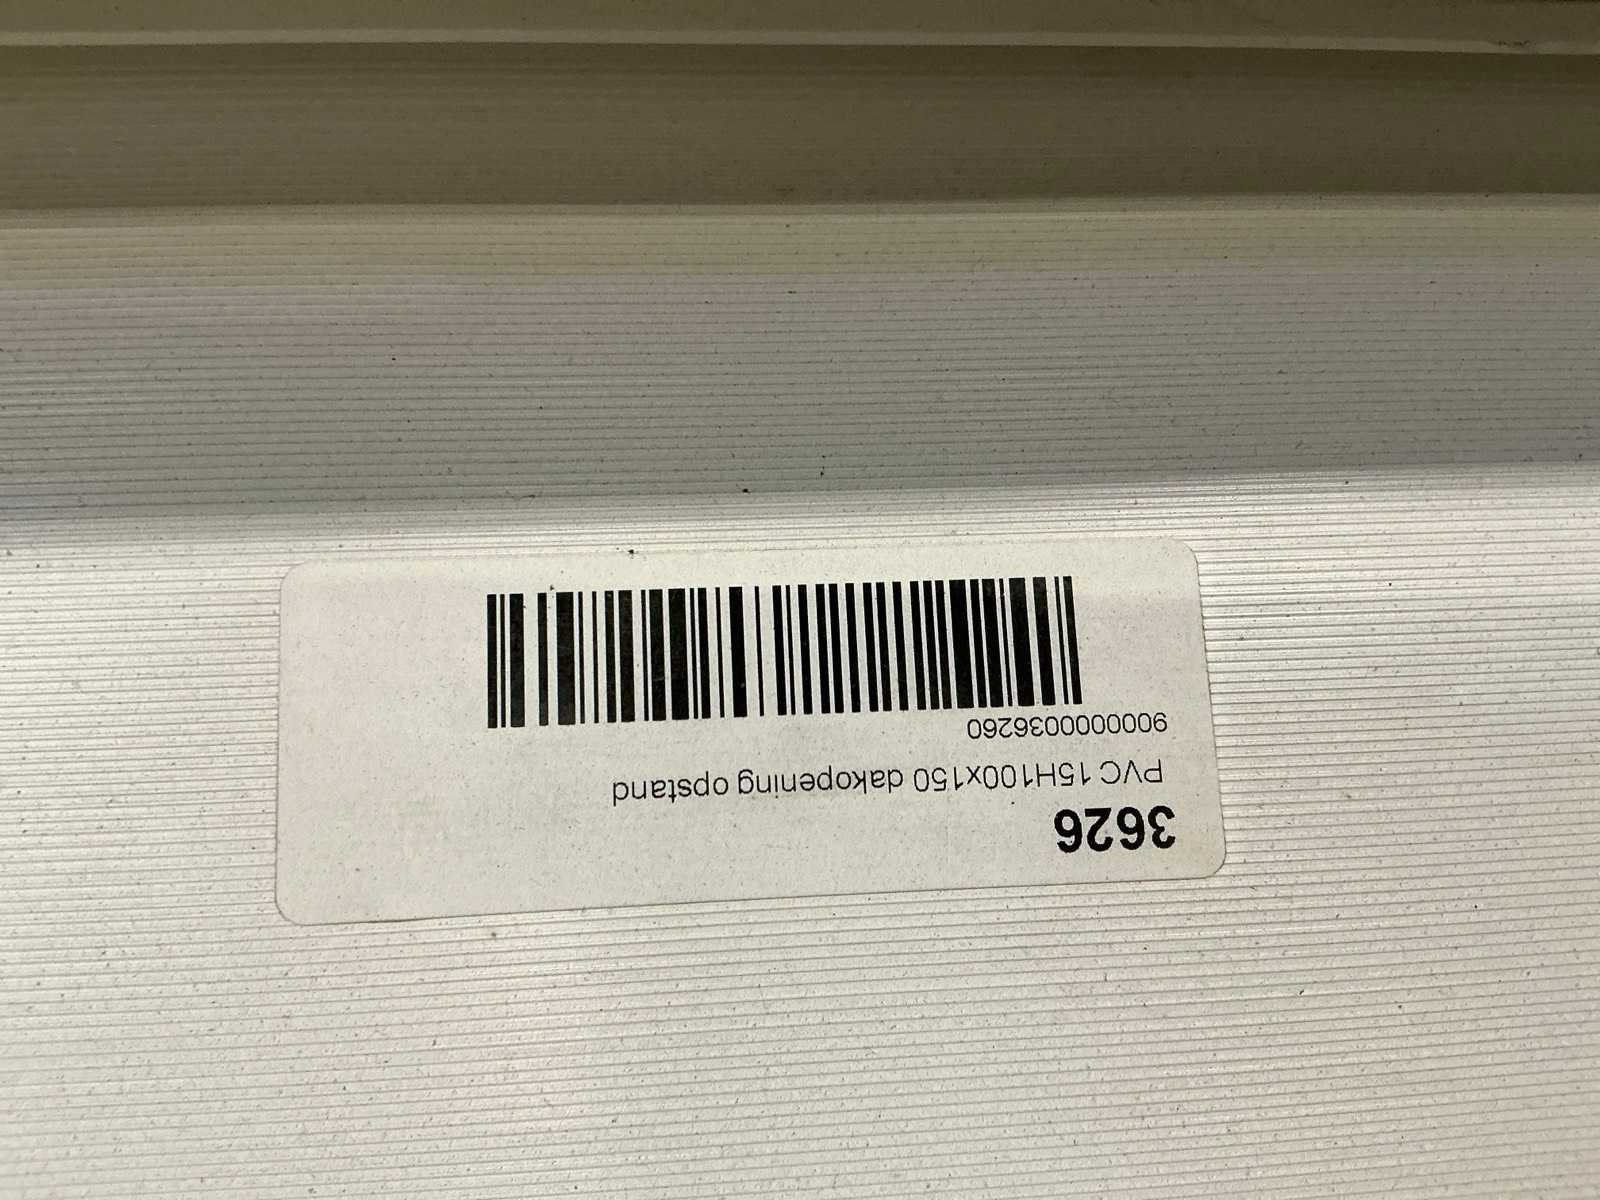 3626
PVC 15H100x150 dakopening opstand
9000000036260